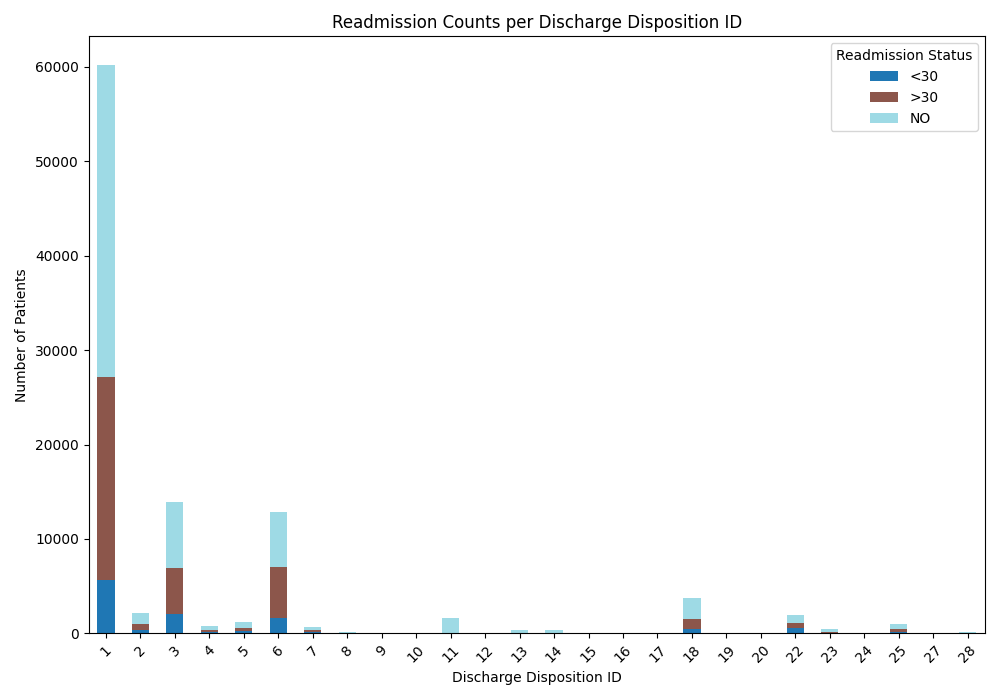 Readmission Counts per Discharge Disposition ID
Readmission Status
<30
>30
NO
Number of Patients
60000
50000
40000
30000
20000
10000
0
1 2 3 4 5 6 7 8 9 10 11 12 13 14 15 16 17 18 19 20 22 23 24 25 27 28
Discharge Disposition ID